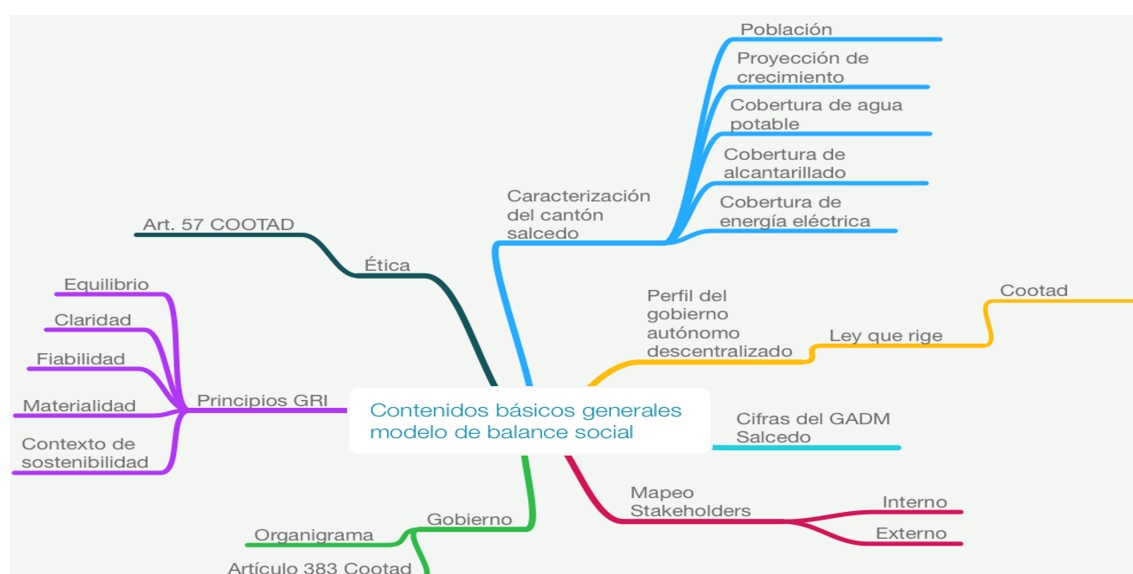 Población
Proyección de
crecimiento
Cobertura de agua
potable
Cobertura de
alcantarillado
Cobertura de
energía eléctrica
Caracterización
del cantón
salcedo
Art. 57 COOTAD
Ética
Equilibrio
Claridad
Fiabilidad
Materialidad
Contexto de
sostenibilidad
Principios GRI
Perfil del
gobierno
autónomo
descentralizado
Ley que rige
Cootad
Contenidos básicos generales
modelo de balance social
Cifras del GADM
Salcedo
Mapeo
Stakeholders
Interno
Externo
Gobierno
Organigrama
Artículo 383 Cootad